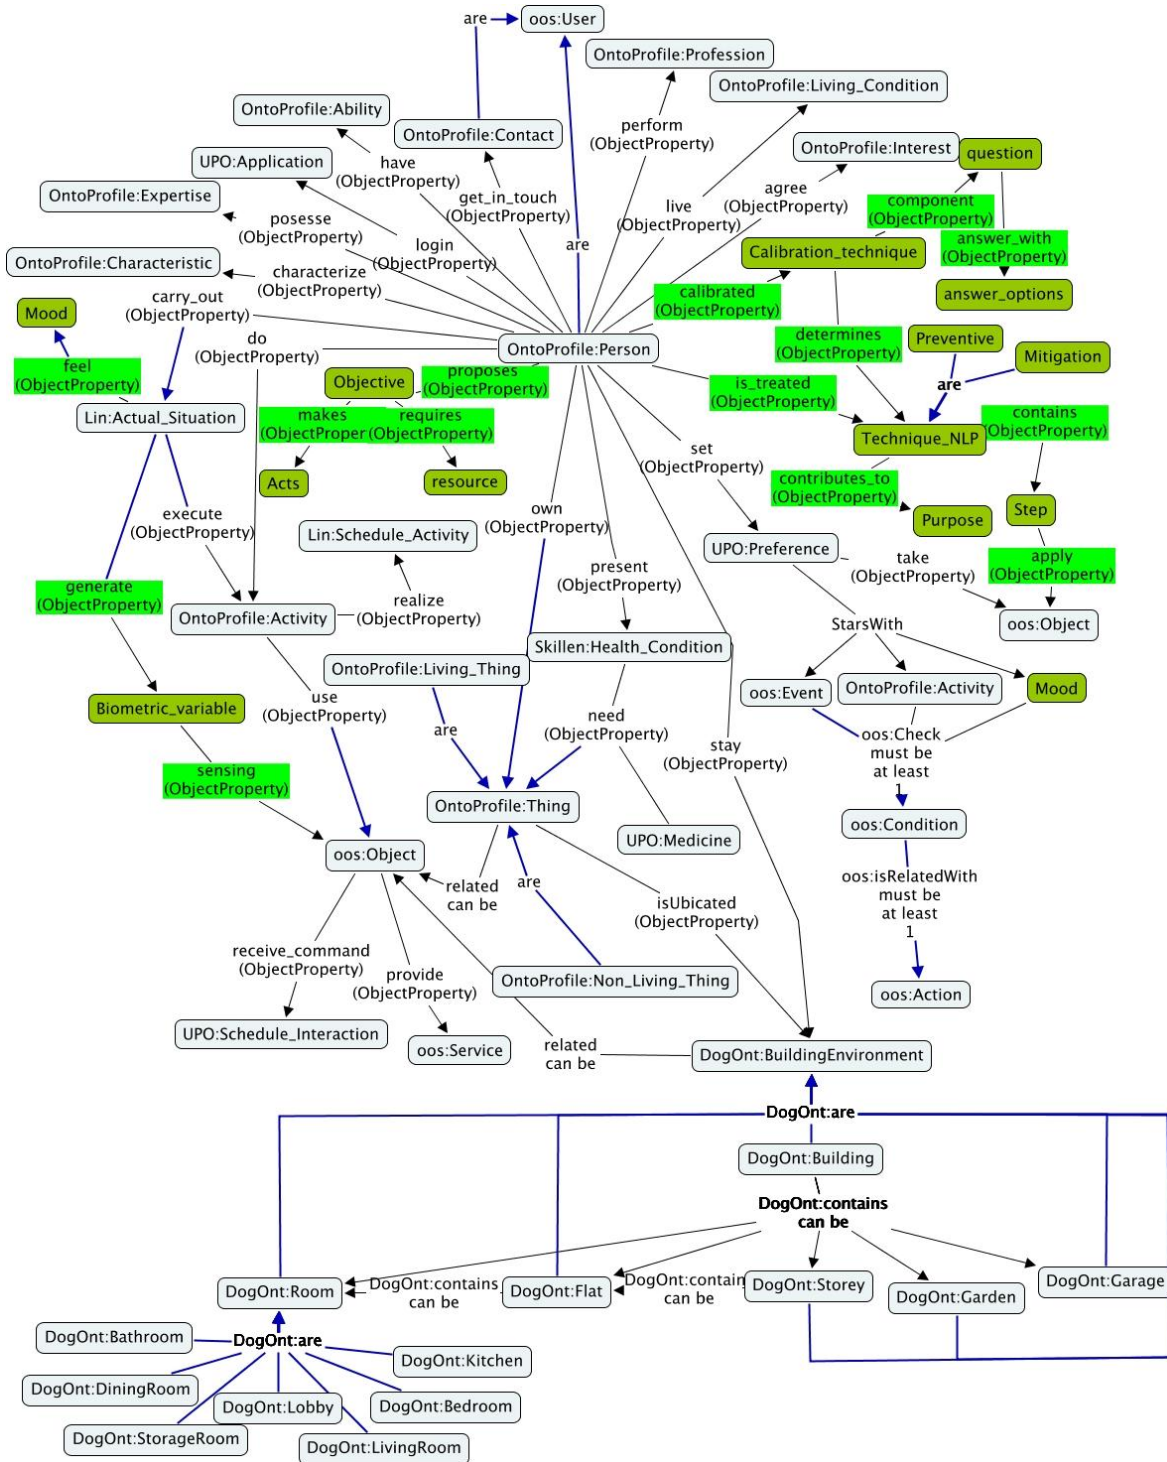 are
oos:User
OntoProfile:Profession
OntoProfile:Living_Condition
OntoProfile:Ability
OntoProfile:Contact
perform
(ObjectProperty)
OntoProfile:Interest
question
UPO:Application
have
(ObjectProperty)
OntoProfile:Expertise
get_in_touch
(ObjectProperty)
agree
(ObjectProperty)
component
(ObjectProperty)
posesse
(ObjectProperty)
login
(ObjectProperty)
are
live
(ObjectProperty)
answer_with
(ObjectProperty)
Calibration_technique
OntoProfile:Characteristic
characterize
(ObjectProperty)
calibrated
(ObjectProperty)
answer_options
carry_out
(ObjectProperty)
Mood
do
(ObjectProperty)
OntoProfile:Person
determines
(ObjectProperty)
Preventive
Mitigation
feel
(ObjectProperty)
Objective
proposes
(ObjectProperty)
is_treated
(ObjectProperty)
are
Lin:Actual_Situation
makes
(ObjectProper
requires
(ObjectProperty)
contains
(ObjectProperty)
Technique_NLP
set
(ObjectProperty)
Acts
resource
contributes_to
(ObjectProperty)
Purpose
Step
execute
(ObjectProperty)
Lin:Schedule_Activity
own
(ObjectProperty)
UPO:Preference
take
(ObjectProperty)
apply
(ObjectProperty)
generate
(ObjectProperty)
OntoProfile:Activity
realize
(ObjectProperty)
present
(ObjectProperty)
StarsWith
oos:Object
Skillen:Health_Condition
OntoProfile:Living_Thing
oos:Event
OntoProfile:Activity
Mood
Biometric_variable
use
(ObjectProperty)
are
need
(ObjectProperty)
stay
(ObjectProperty)
oos:Check
must be
at least
1
sensing
(ObjectProperty)
OntoProfile:Thing
UPO:Medicine
oos:Condition
oos:Object
related
can be
are
isUbicated
(ObjectProperty)
oos:isRelatedWith
must be
at least
1
receive_command
(ObjectProperty)
provide
(ObjectProperty)
OntoProfile:Non_Living_Thing
oos:Action
UPO:Schedule_Interaction
oos:Service
related
can be
DogOnt:BuildingEnvironment
DogOnt:are
DogOnt:Building
DogOnt:contains
can be
DogOnt:Room
DogOnt:contains
can be
DogOnt:Flat
DogOnt:contain
can be
DogOnt:Storey
DogOnt:Garden
DogOnt:Garage
DogOnt:Bathroom
DogOnt:are
DogOnt:Kitchen
DogOnt:DiningRoom
DogOnt:Lobby
DogOnt:Bedroom
DogOnt:StorageRoom
DogOnt:LivingRoom